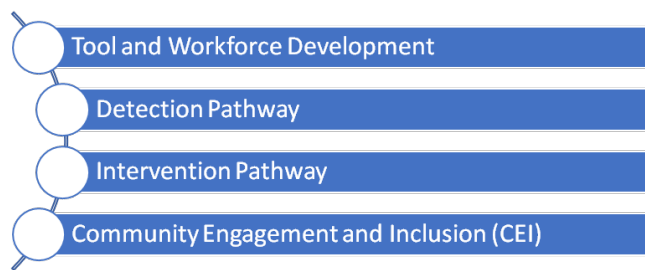 Tool and Workforce Development
Detection Pathway
Intervention Pathway
Community Engagement and Inclusion (CEI)